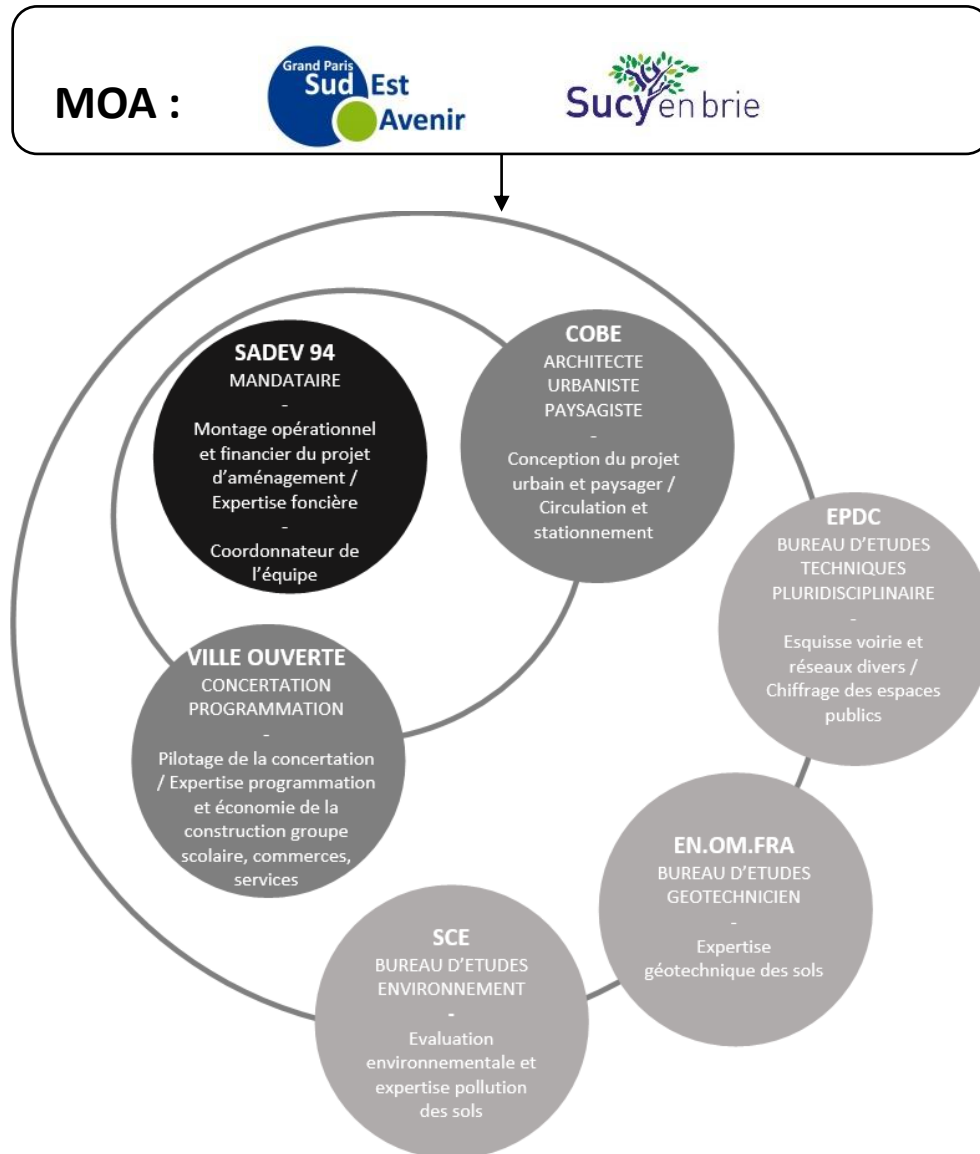 MOA :
Grand Paris
Sud Est
Avenir
Sucy en brie
SADEV 94
MANDATAIRE
-
Montage opérationnel
et financier du projet
d’aménagement /
Expertise foncière
-
Coordonnateur de
l’équipe
COBE
ARCHITECTE
URBANISTE
PAYSAGISTE
-
Conception du projet
urbain et paysager /
Circulation et
stationnement
EPDC
BUREAU D’ETUDES
TECHNIQUES
PLURIDISCIPLINAIRE
-
Esquisse voirie et
réseaux divers /
Chiffrage des espaces
publics
VILLE OUVERTE
CONCERTATION
PROGRAMMATION
-
Pilotage de la concertation
/ Expertise programmation
et économie de la
construction groupe
scolaire, commerces,
services
EN.OM.FRA
BUREAU D’ETUDES
GEOTECHNICIEN
-
Expertise
géotechnique des sols
SCE
BUREAU D’ETUDES
ENVIRONNEMENT
-
Evaluation
environnementale et
expertise pollution
des sols